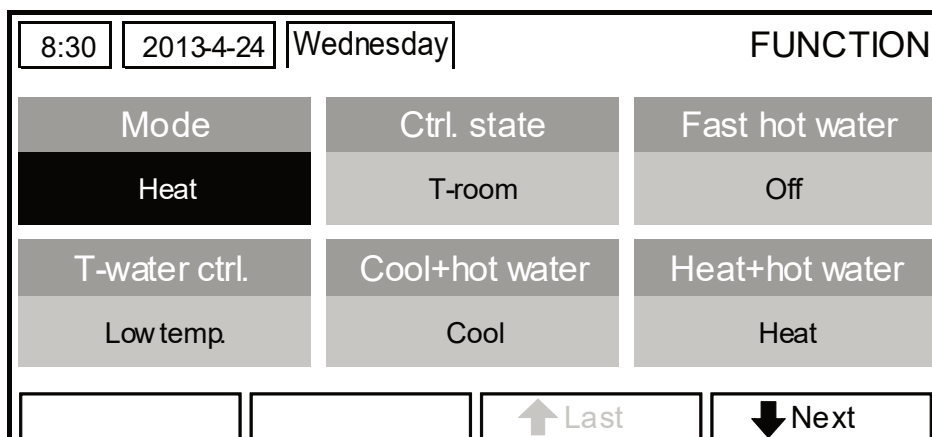 8:30 2013-4-24 Wednesday FUNCTION
Mode Ctrl. state Fast hot water
Heat T-room Off
T-water ctrl. Cool+hot water Heat+hot water
Low temp. Cool Heat
Last Next